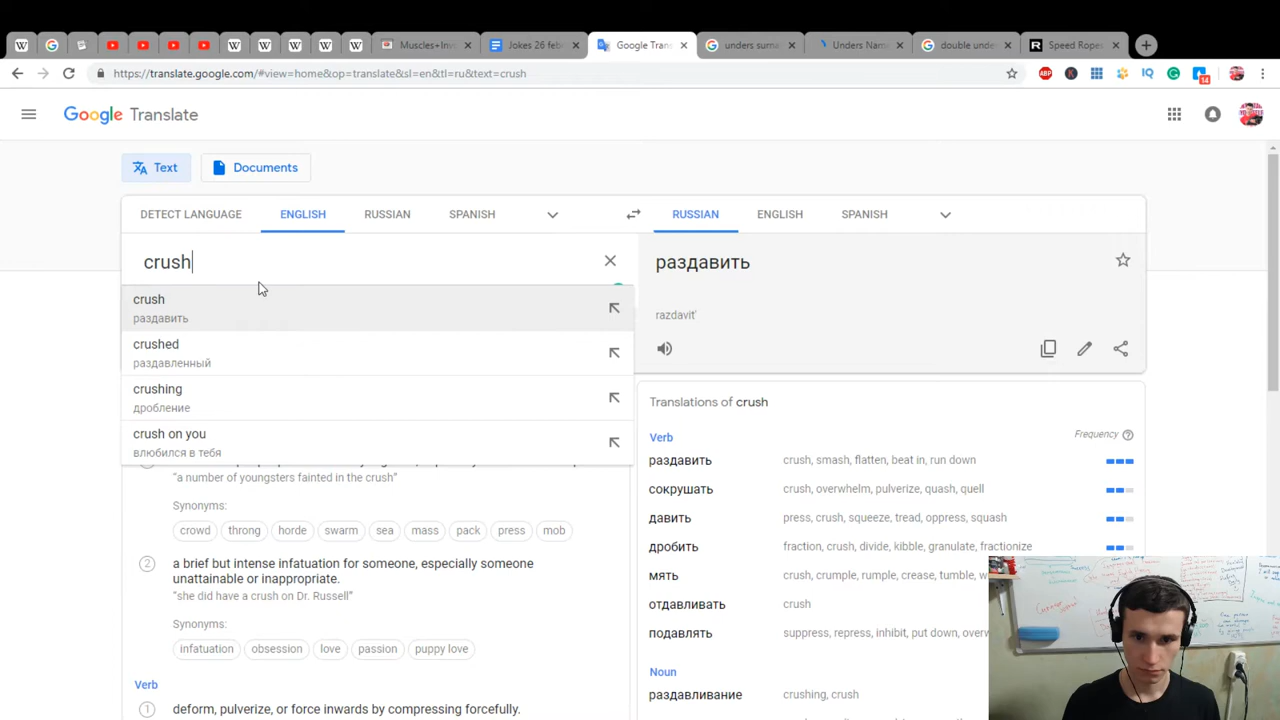 Muscles+Inv
Jokes 26 feb
Google Tran
unders surna
Unders Nam
double unde
Speed Ropes
https://translate.google.com/#view=home&op=translate&sl=en&tl=ru&text=crush
ABP
IQ
14
Google Translate
Text
Documents
DETECT LANGUAGE
ENGLISH
RUSSIAN
SPANISH
RUSSIAN
ENGLISH
SPANISH
crush
crush
раздавить
crushed
раздавленный
crushing
дробление
crush on you
влюбился в тебя
"a number of youngsters fainted in the crush"
Synonyms:
crowd
throng
horde
swarm
sea
mass
pack
press
mob
2
a brief but intense infatuation for someone, especially someone
unattainable or inappropriate.
"she did have a crush on Dr. Russell"
Synonyms:
infatuation
obsession
love
passion
puppy love
Verb
1
deform, pulverize, or force inwards by compressing forcefully.
раздавить
razdavit'
Translations of crush
Verb
Frequency
раздавить crush, smash, flatten, beat in, run down
сокрушать crush, overwhelm, pulverize, quash, quell
давить press, crush, squeeze, tread, oppress, squash
дробить fraction, crush, divide, kibble, granulate, fractionize
мять crush, crumple, rumple, crease, tumble,
отдавливать crush
подавлять suppress, repress, inhibit, put down,
Noun
раздавливание crushing, crush